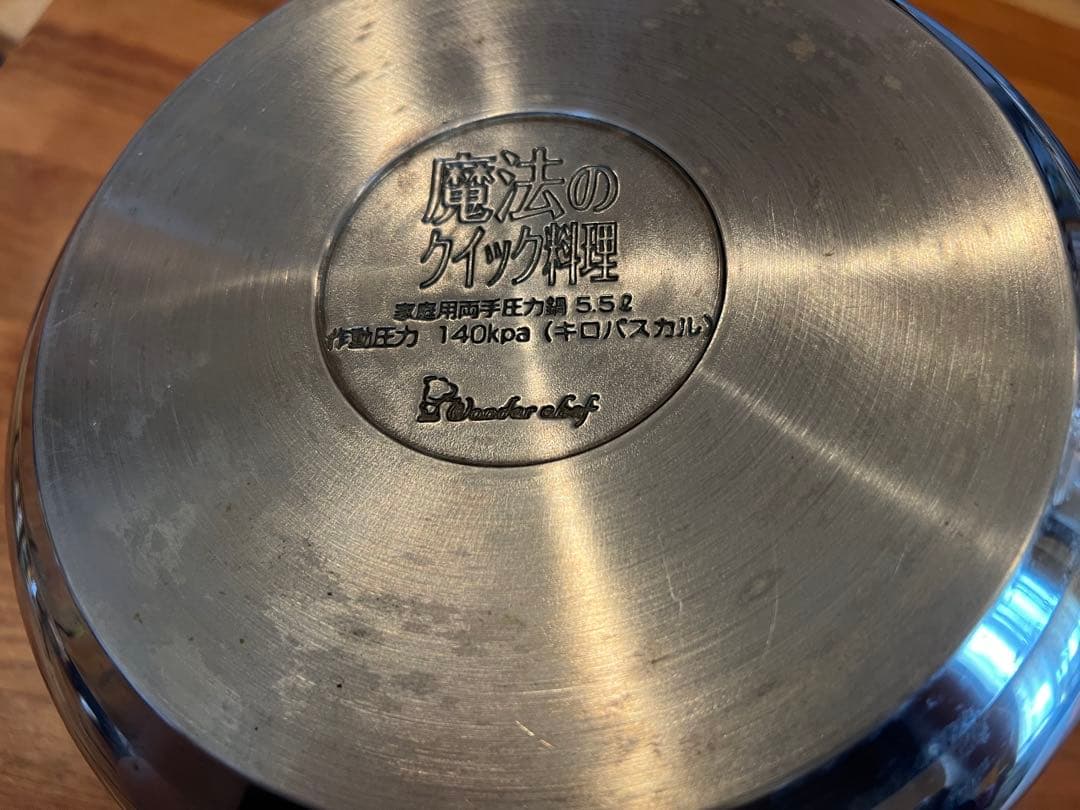 魔法の
クイック料理
家庭用両手圧力鍋 5.5ℓ
作動圧力 140kpa (キロパスカル)
Wonder chef